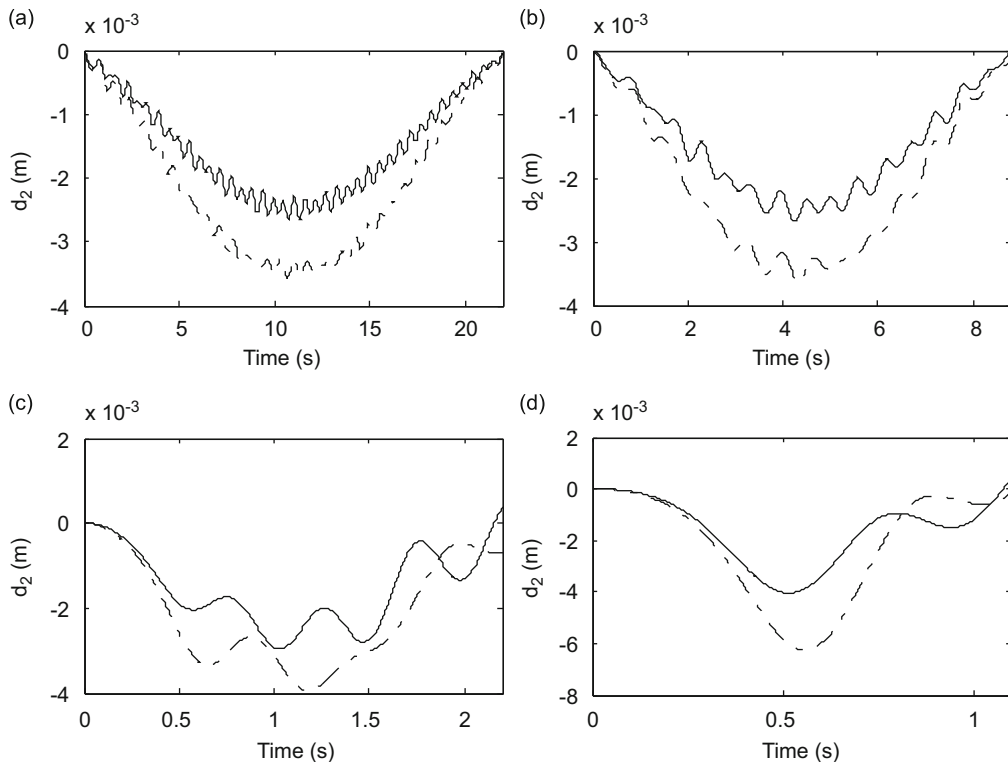 (a)
x 10-3
0
-1
-2
-3
-4
d2 (m)
0 5 10 15 20
Time (s)
(b)
x 10-3
0
-1
-2
-3
-4
d2 (m)
0 2 4 6 8
Time (s)
(c)
x 10-3
2
0
-2
-4
d2 (m)
0 0.5 1 1.5 2
Time (s)
(d)
x 10-3
2
0
-2
-4
-6
-8
d2 (m)
0 0.5 1
Time (s)